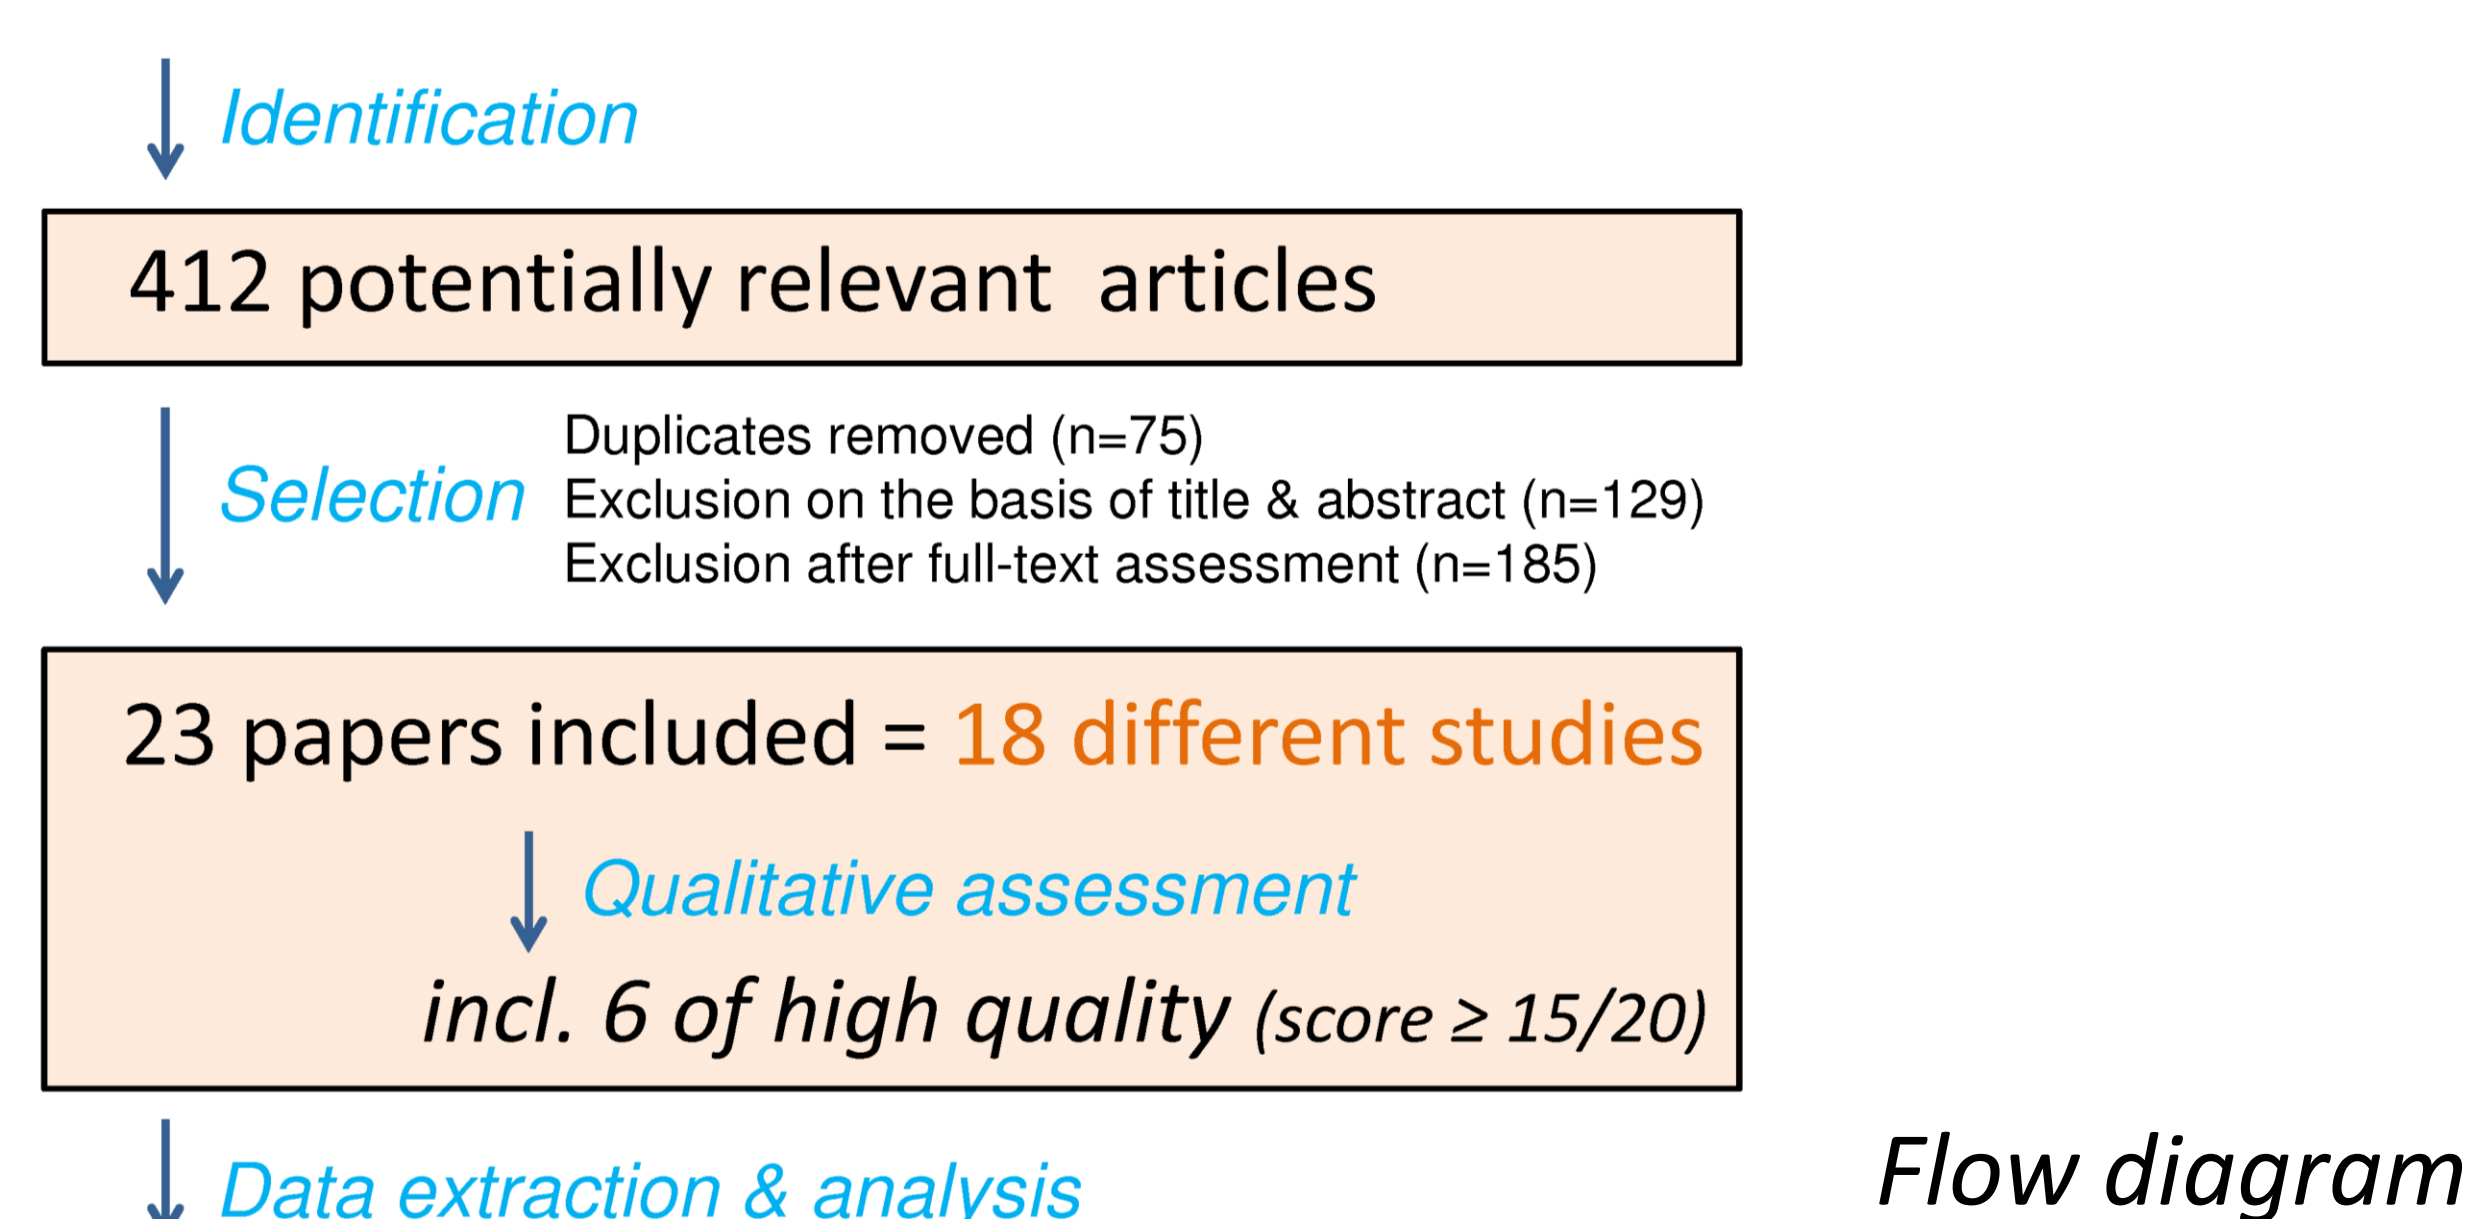 Identification
412 potentially relevant articles
Duplicates removed (n=75)
Selection Exclusion on the basis of title & abstract (n=129)
Exclusion after full-text assessment (n=185)
23 papers included = 18 different studies
Qualitative assessment
incl. 6 of high quality (score ≥ 15/20)
Data extraction & analysis
Flow diagram